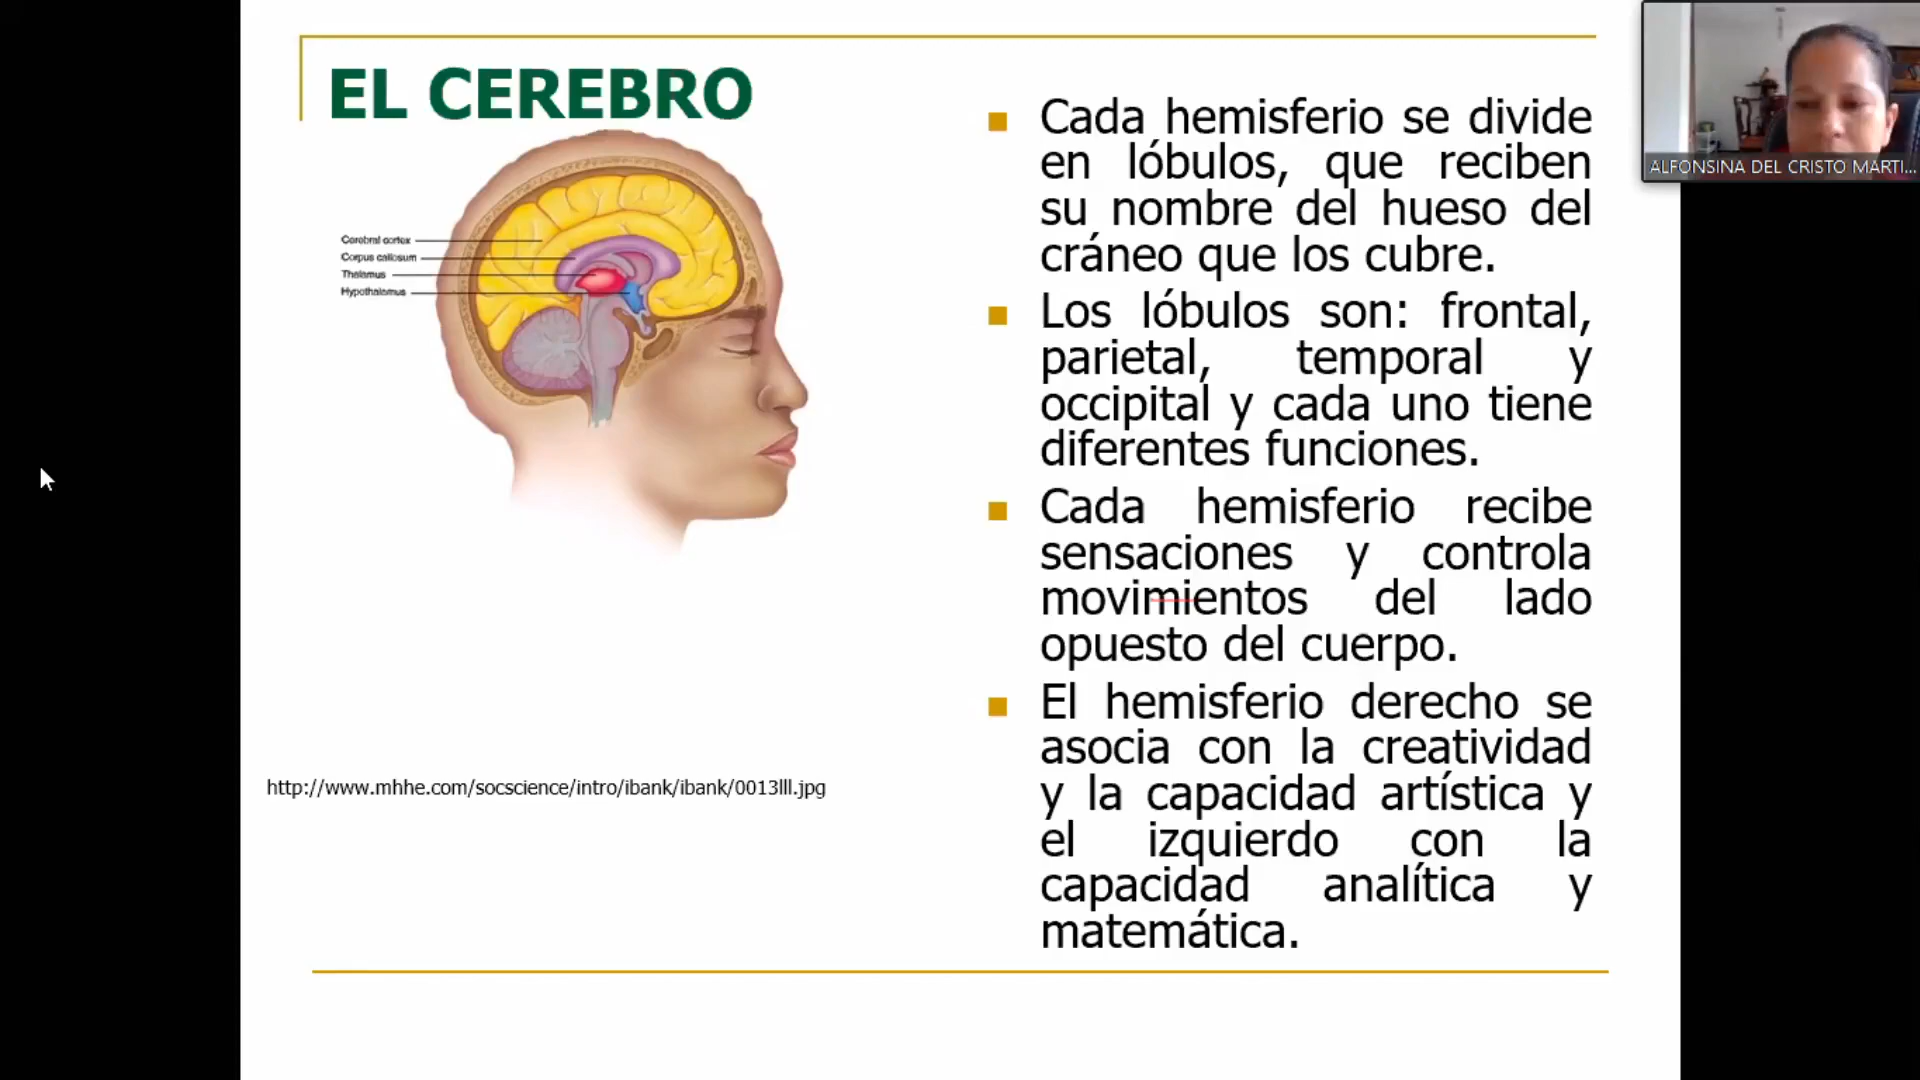 EL CEREBRO
Cerebral cortex
Corpus callosum
Thalamus
Hypothalamus
http://www.mhhe.com/socscience/intro/ibank/ibank/0013lll.jpg
Cada hemisferio se divide
en lóbulos, que reciben
su nombre del hueso del
cráneo que los cubre.
Los lóbulos son: frontal,
parietal, temporal y
occipital y cada uno tiene
diferentes funciones.
Cada hemisferio recibe
sensaciones y controla
movimientos del lado
opuesto del cuerpo.
El hemisferio derecho se
asocia con la creatividad
y la capacidad artística y
el izquierdo con la
capacidad analítica y
matemática.
ALFONSINA DEL CRISTO MARTI...